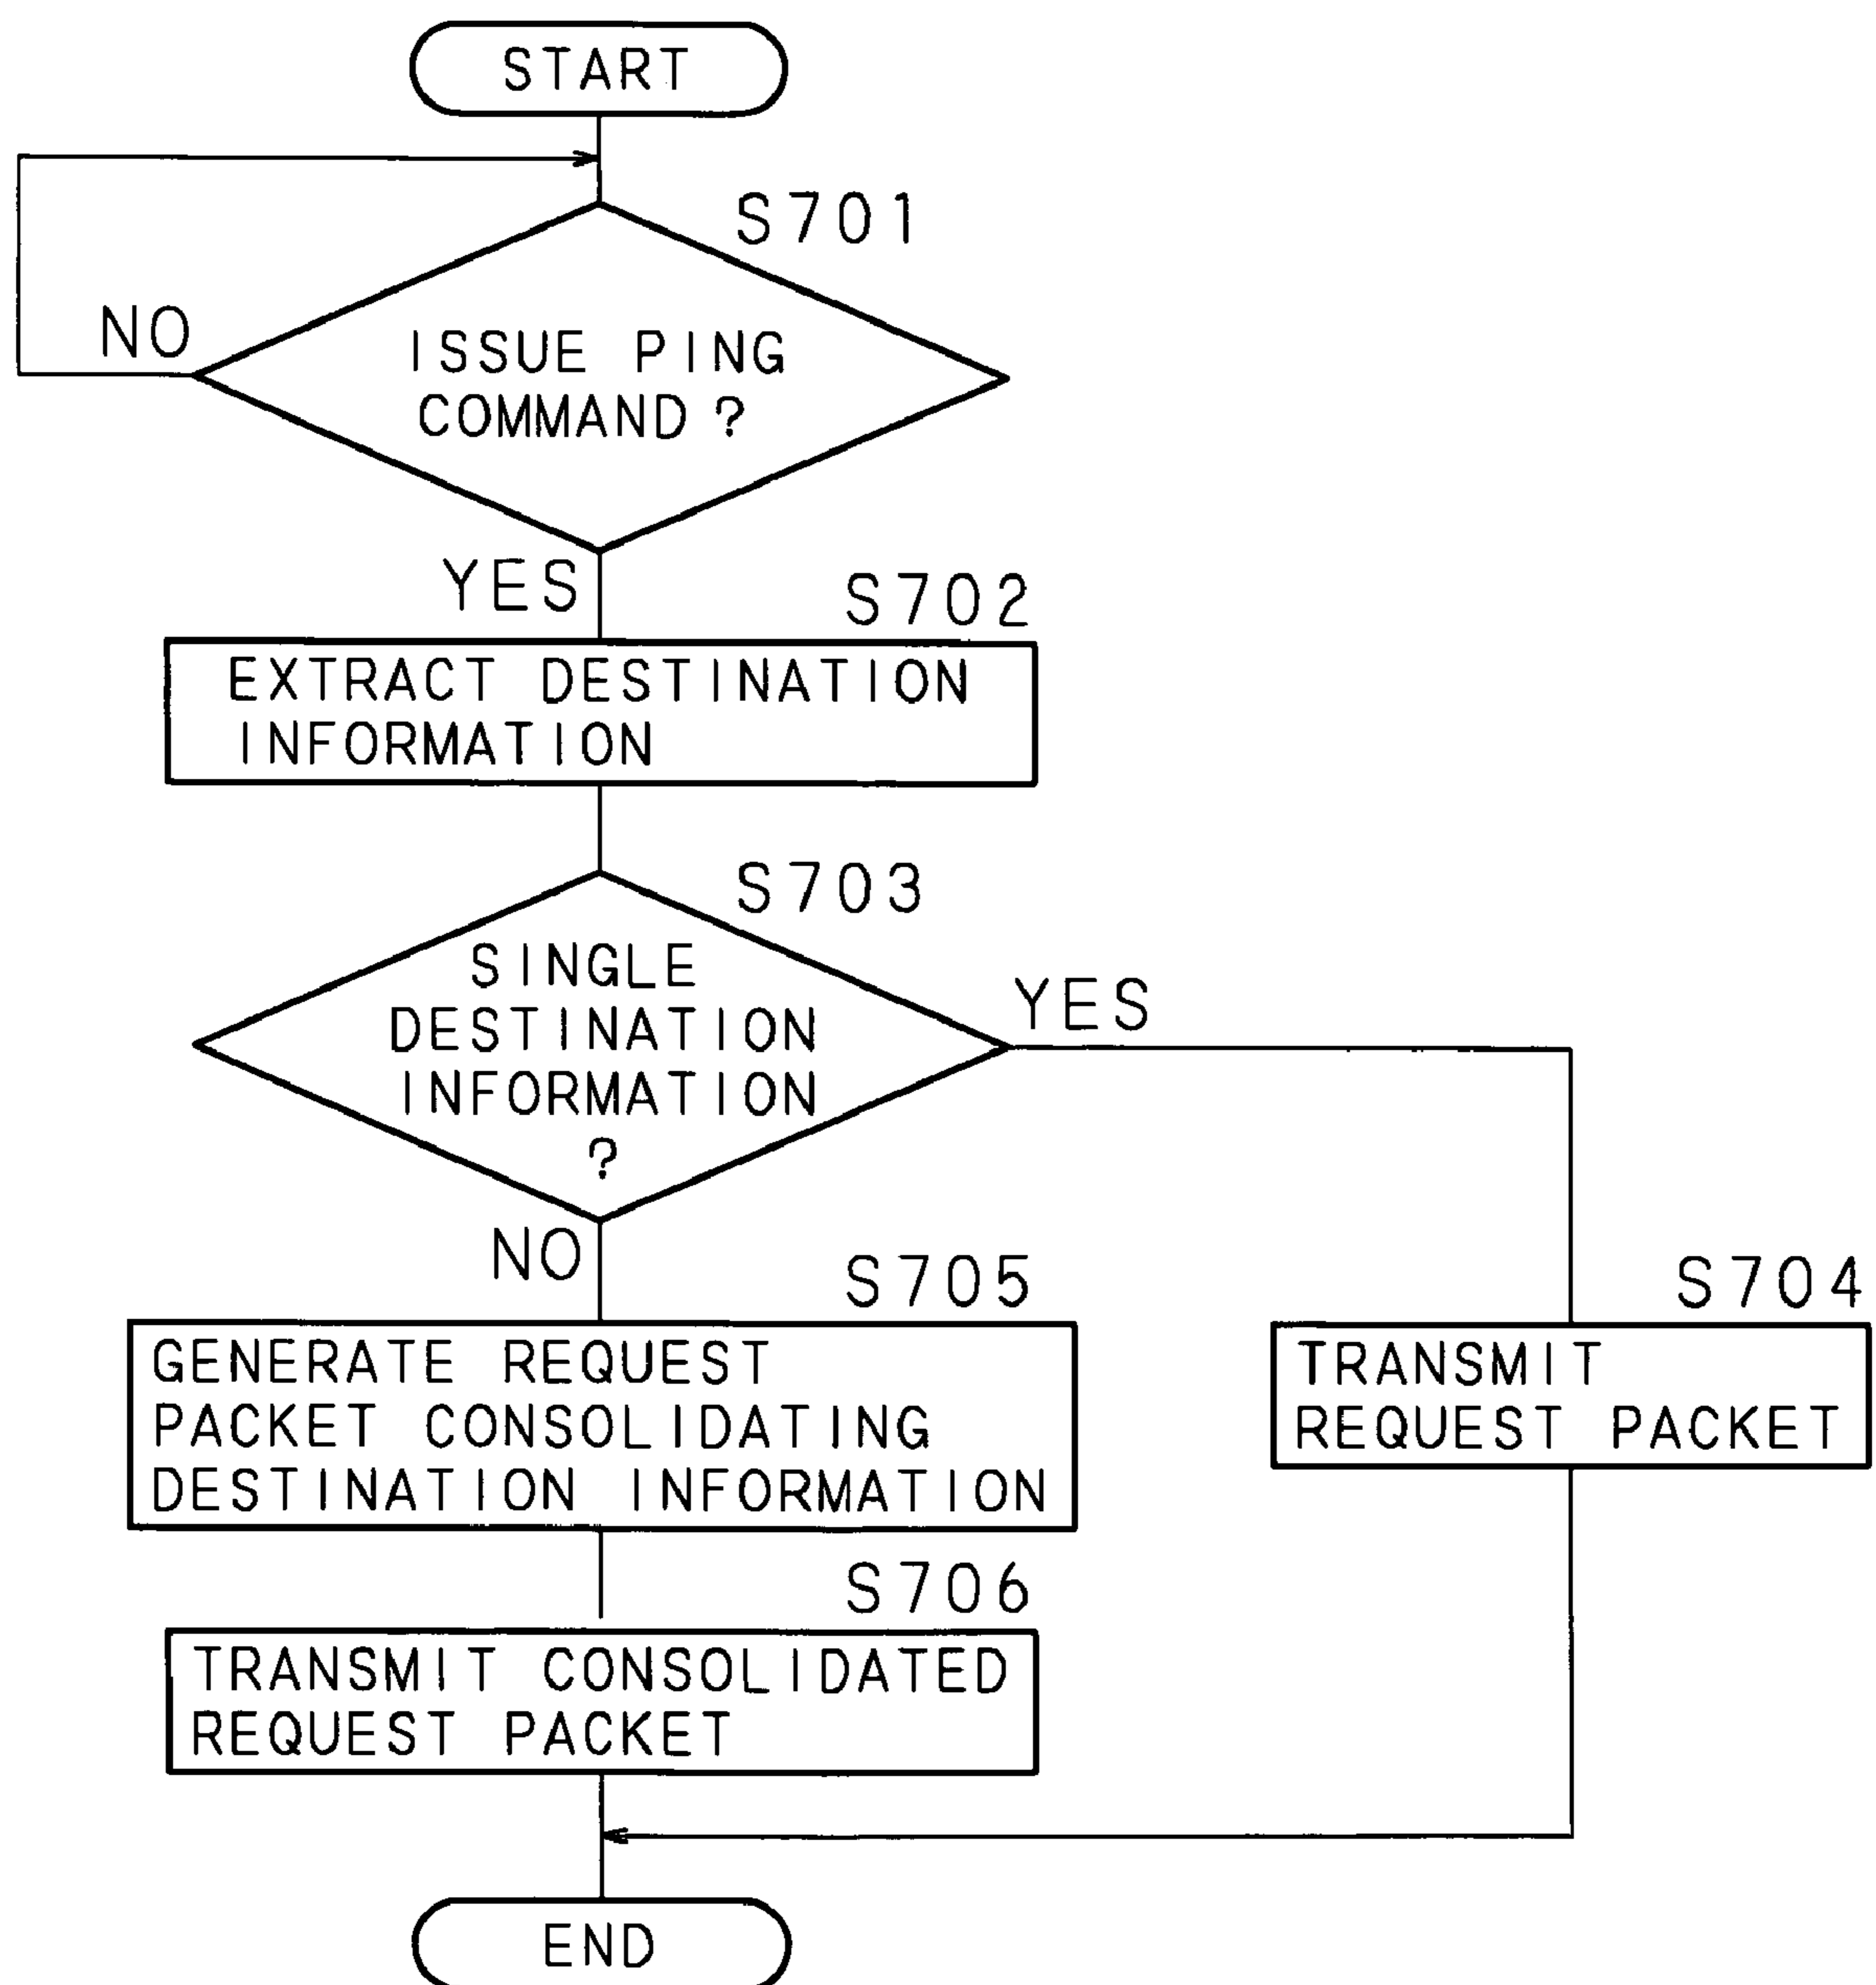 START
S701
NO
ISSUE PING
COMMAND ?
YES
S702
EXTRACT DESTINATION
INFORMATION
S703
SINGLE
DESTINATION
INFORMATION
?
YES
NO
S705
S704
GENERATE REQUEST
PACKET CONSOLIDATING
DESTINATION INFORMATION
TRANSMIT
REQUEST PACKET
S706
TRANSMIT CONSOLIDATED
REQUEST PACKET
END